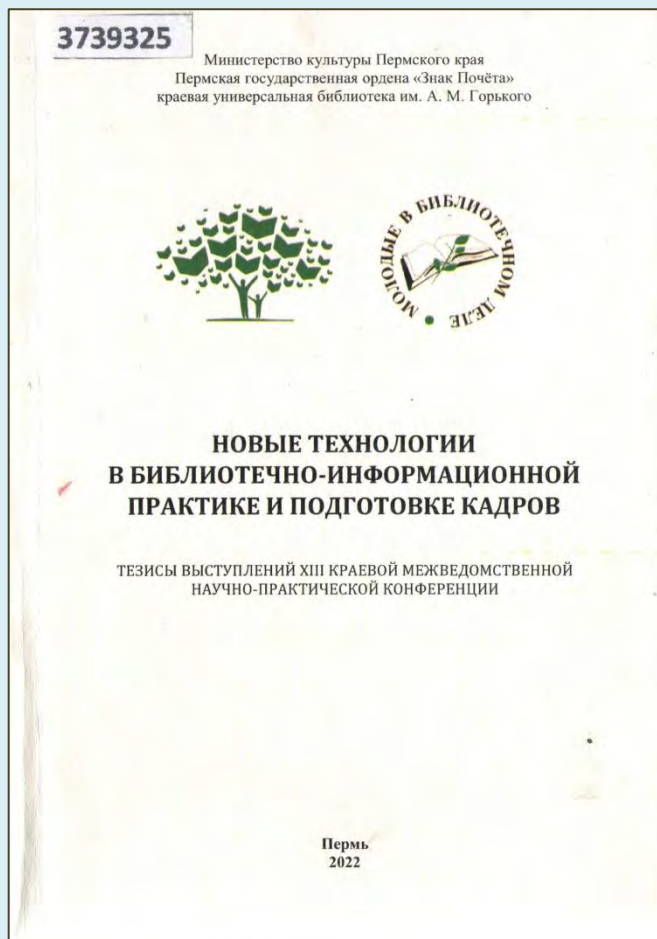 3739325
Министерство культуры Пермского края
Пермская государственная ордена «Знак Почёта»
краевая универсальная библиотека им. А. М. Горького
МОЛОДЫЕ В БИБЛИОТЕЧНОМ ДЕЛЕ
НОВЫЕ ТЕХНОЛОГИИ
В БИБЛИОТЕЧНО-ИНФОРМАЦИОННОЙ
ПРАКТИКЕ И ПОДГОТОВКЕ КАДРОВ
ТЕЗИСЫ ВЫСТУПЛЕНИЙ XIII КРАЕВОЙ МЕЖВЕДОМСТВЕННОЙ
НАУЧНО-ПРАКТИЧЕСКОЙ КОНФЕРЕНЦИИ
Пермь
2022